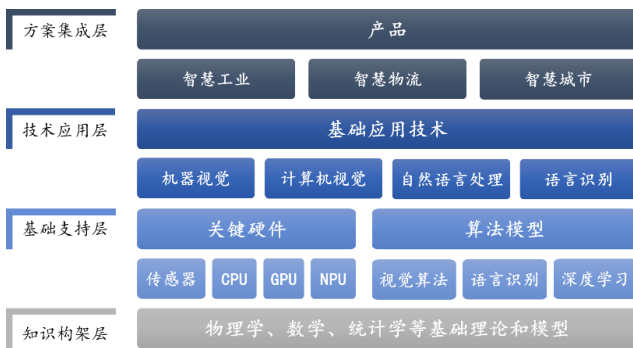 方案集成层
产品
智慧工业 智慧物流 智慧城市
技术应用层
基础应用技术
机器视觉 计算机视觉 自然语言处理 语言识别
基础支持层
关键硬件 算法模型
传感器 CPU GPU NPU 视觉算法 语言识别 深度学习
知识构架层
物理学、数学、统计学等基础理论和模型